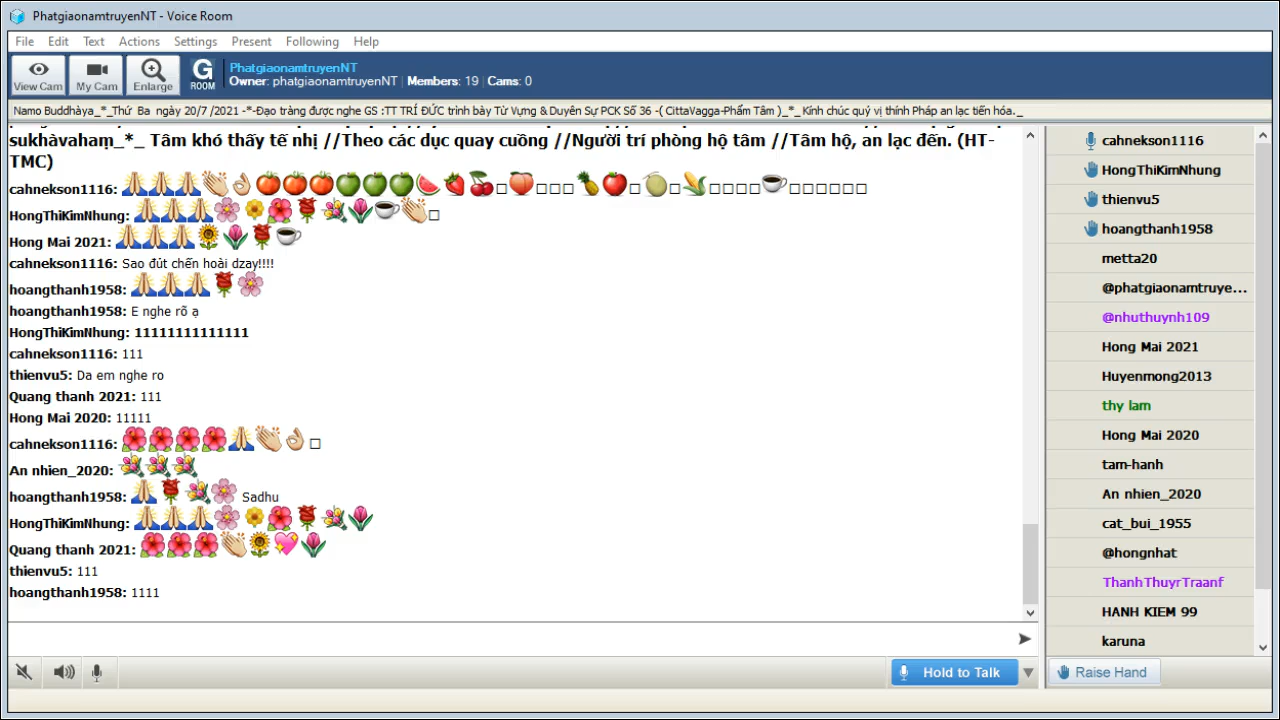 PhatgiaonamtruyenNT - Voice Room
File Edit Text Actions Settings Present Following Help
View Cam
My Cam
Enlarge
G ROOM
PhatgiaonamtruyenNT
Owner: phatgiaonamtruyenNT Members: 19 Cams: 0
Namo Buddhàya_*_Thứ Ba ngày 20/7 /2021 -*-Đạo tràng được nghe GS :TT TRÍ ĐỨC trình bày Từ Vựng & Duyên Sự PCK Số 36 -( CittaVagga-Phẩm Tâm )_*_ Kính chúc quý vị thính Pháp an lạc tiến hóa._
sukhàvahaṃ_*_ Tâm khó thấy tế nhị //Theo các dục quay cuồng //Người trí phòng hộ tâm //Tâm hộ, an lạc đến. (HT-
TMC)
cahnekson1116: 🙏🙏🙏👏👌🍅🍅🍅🍏🍏🍏🍉🍓🍒□🍑□□□🍍🍎□🍈□🌽□□□□☕□□□□□□
HongThiKimNhung: 🙏🙏🙏🌸🌼🌺🌹💐🌷☕👏□
Hong Mai 2021: 🙏🙏🙏🌻🌷🌹☕
cahnekson1116: Sao đút chến hoài dzay!!!!
hoangthanh1958: 🙏🙏🙏🌹🌸
hoangthanh1958: E nghe rõ ạ
HongThiKimNhung: 11111111111111
cahnekson1116: 111
thienvu5: Da em nghe ro
Quang thanh 2021: 111
Hong Mai 2020: 11111
cahnekson1116: 🌺🌺🌺🌺🙏👏👌□
An nhien_2020: 💐💐💐
hoangthanh1958: 🙏🌹💐🌸 Sadhu
HongThiKimNhung: 🙏🙏🙏🌸🌼🌺🌹💐🌷
Quang thanh 2021: 🌺🌺🌺👏🌻💖🌷
thienvu5: 111
hoangthanh1958: 1111
Hold to Talk
cahnekson1116
HongThiKimNhung
thienvu5
hoangthanh1958
metta20
@phatgiaonamtruye...
@nhuthuynh109
Hong Mai 2021
Huyenmong2013
thy lam
Hong Mai 2020
tam-hanh
An nhien_2020
cat_bui_1955
@hongnhat
ThanhThuyrTraanf
HANH KIEM 99
karuna
Raise Hand